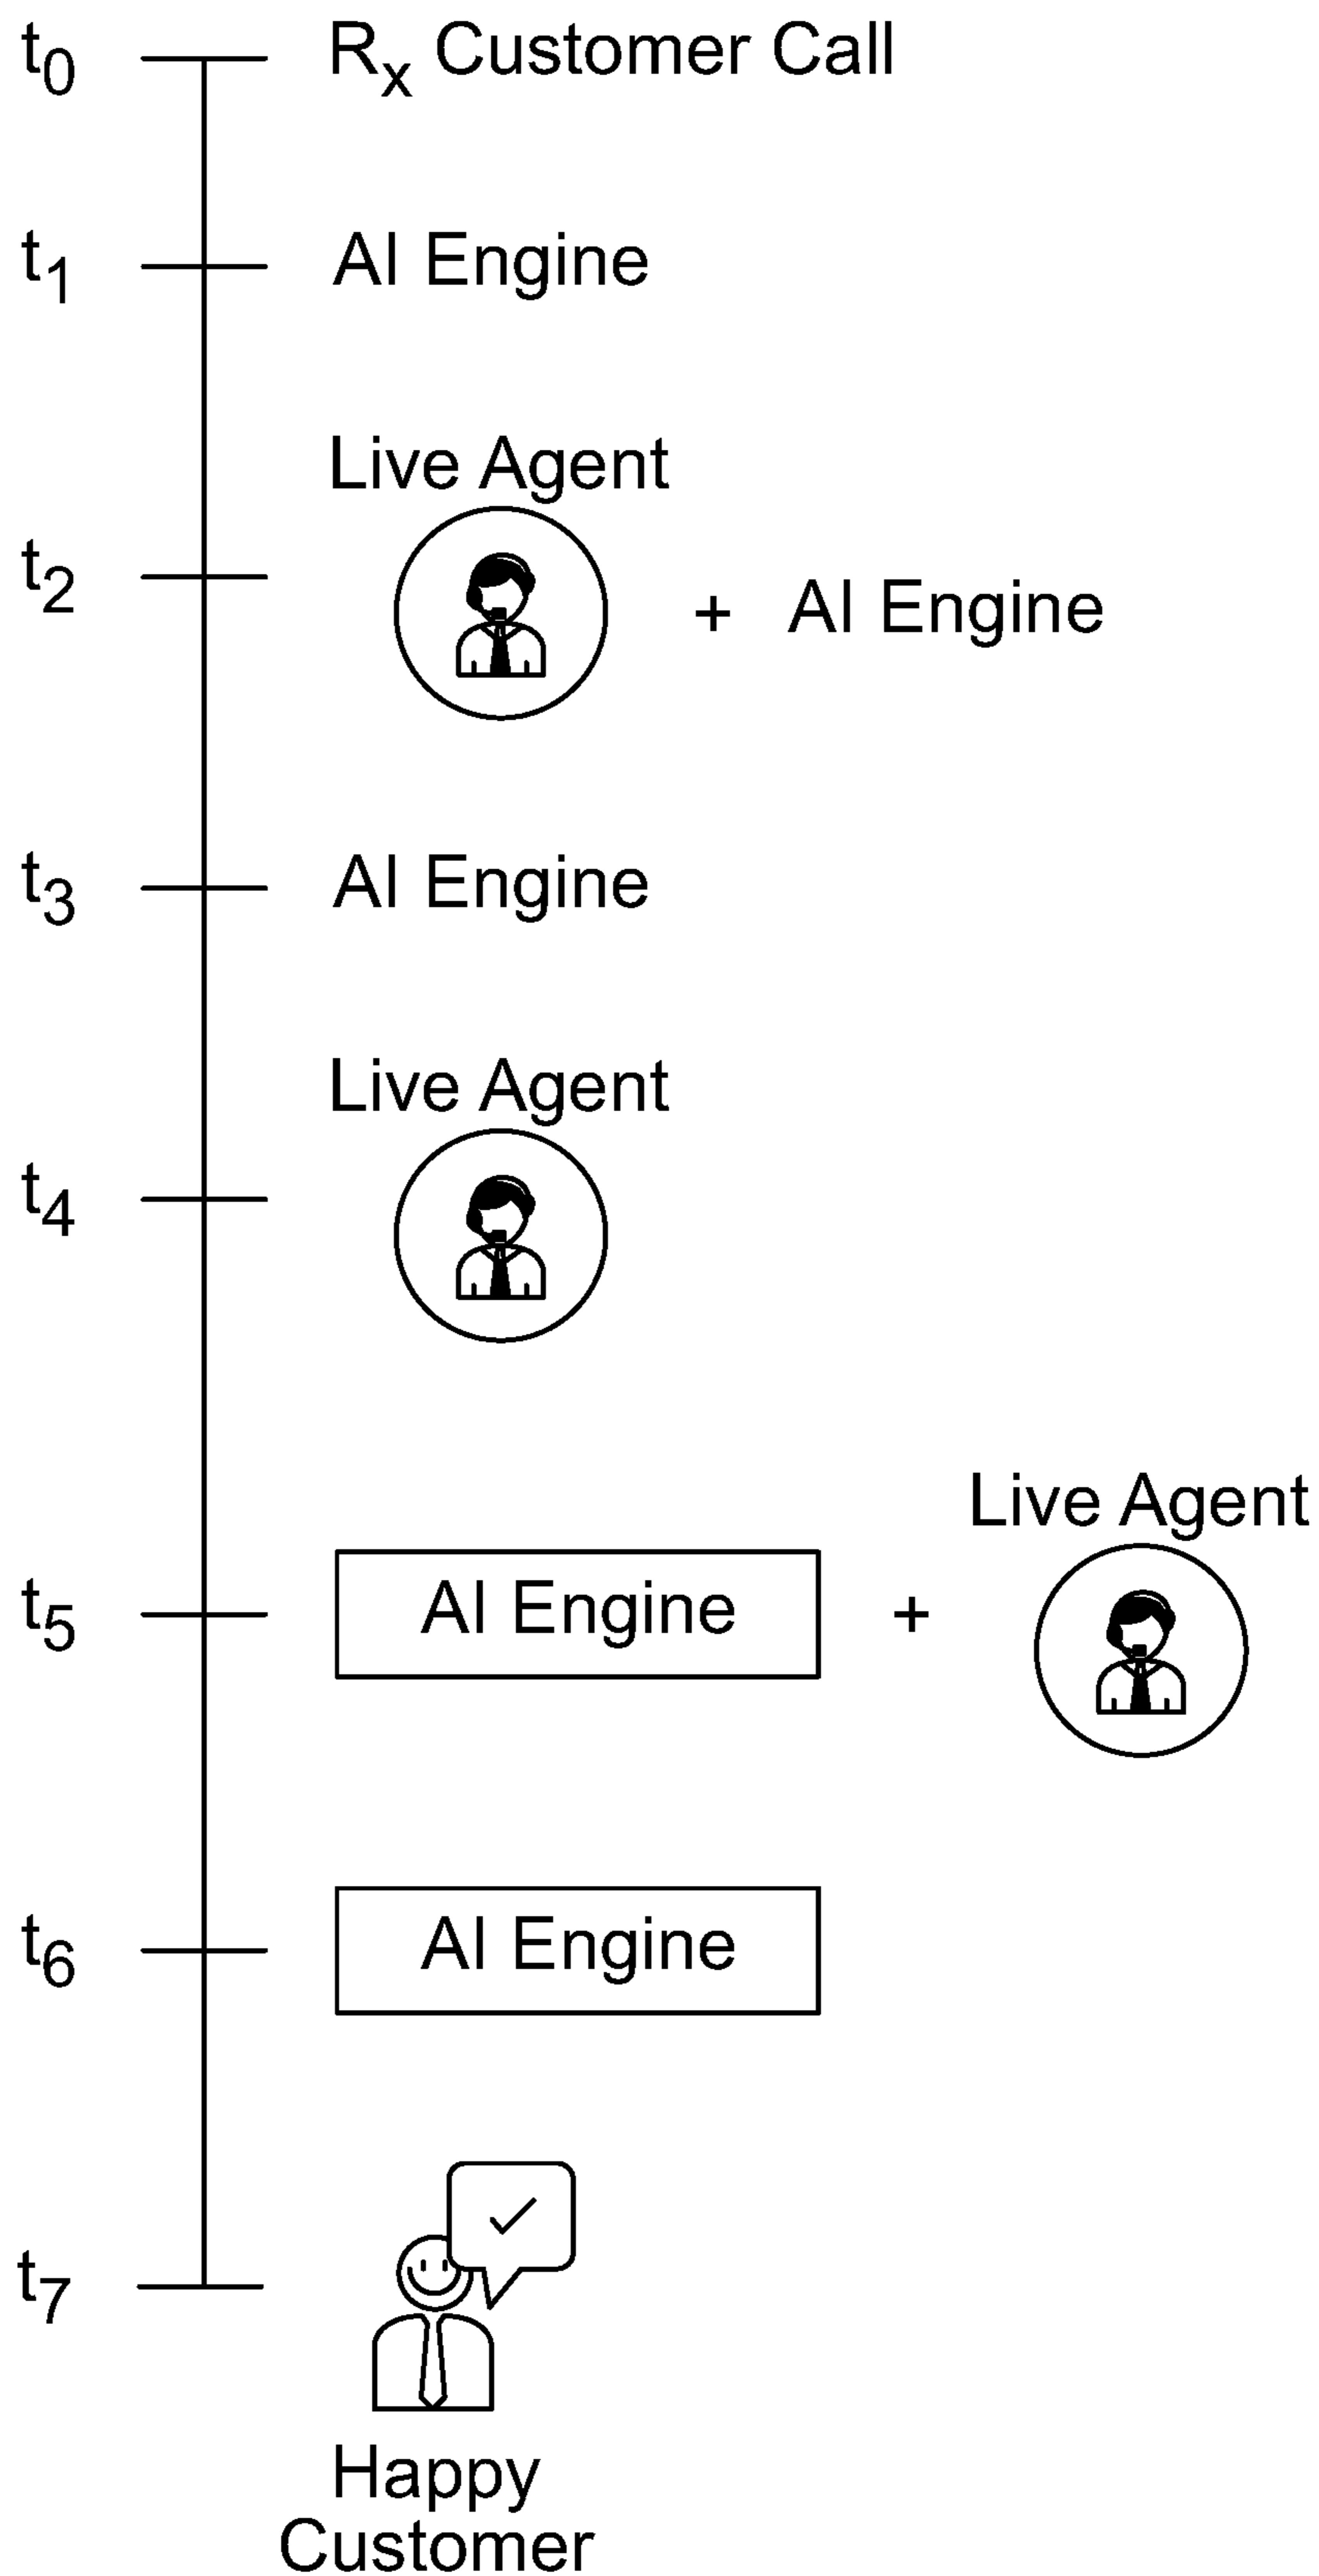 t0 Rx Customer Call
t1 AI Engine
Live Agent
t2 + AI Engine
t3 AI Engine
Live Agent
t4
Live Agent
t5 AI Engine +
t6 AI Engine
t7
Happy
Customer